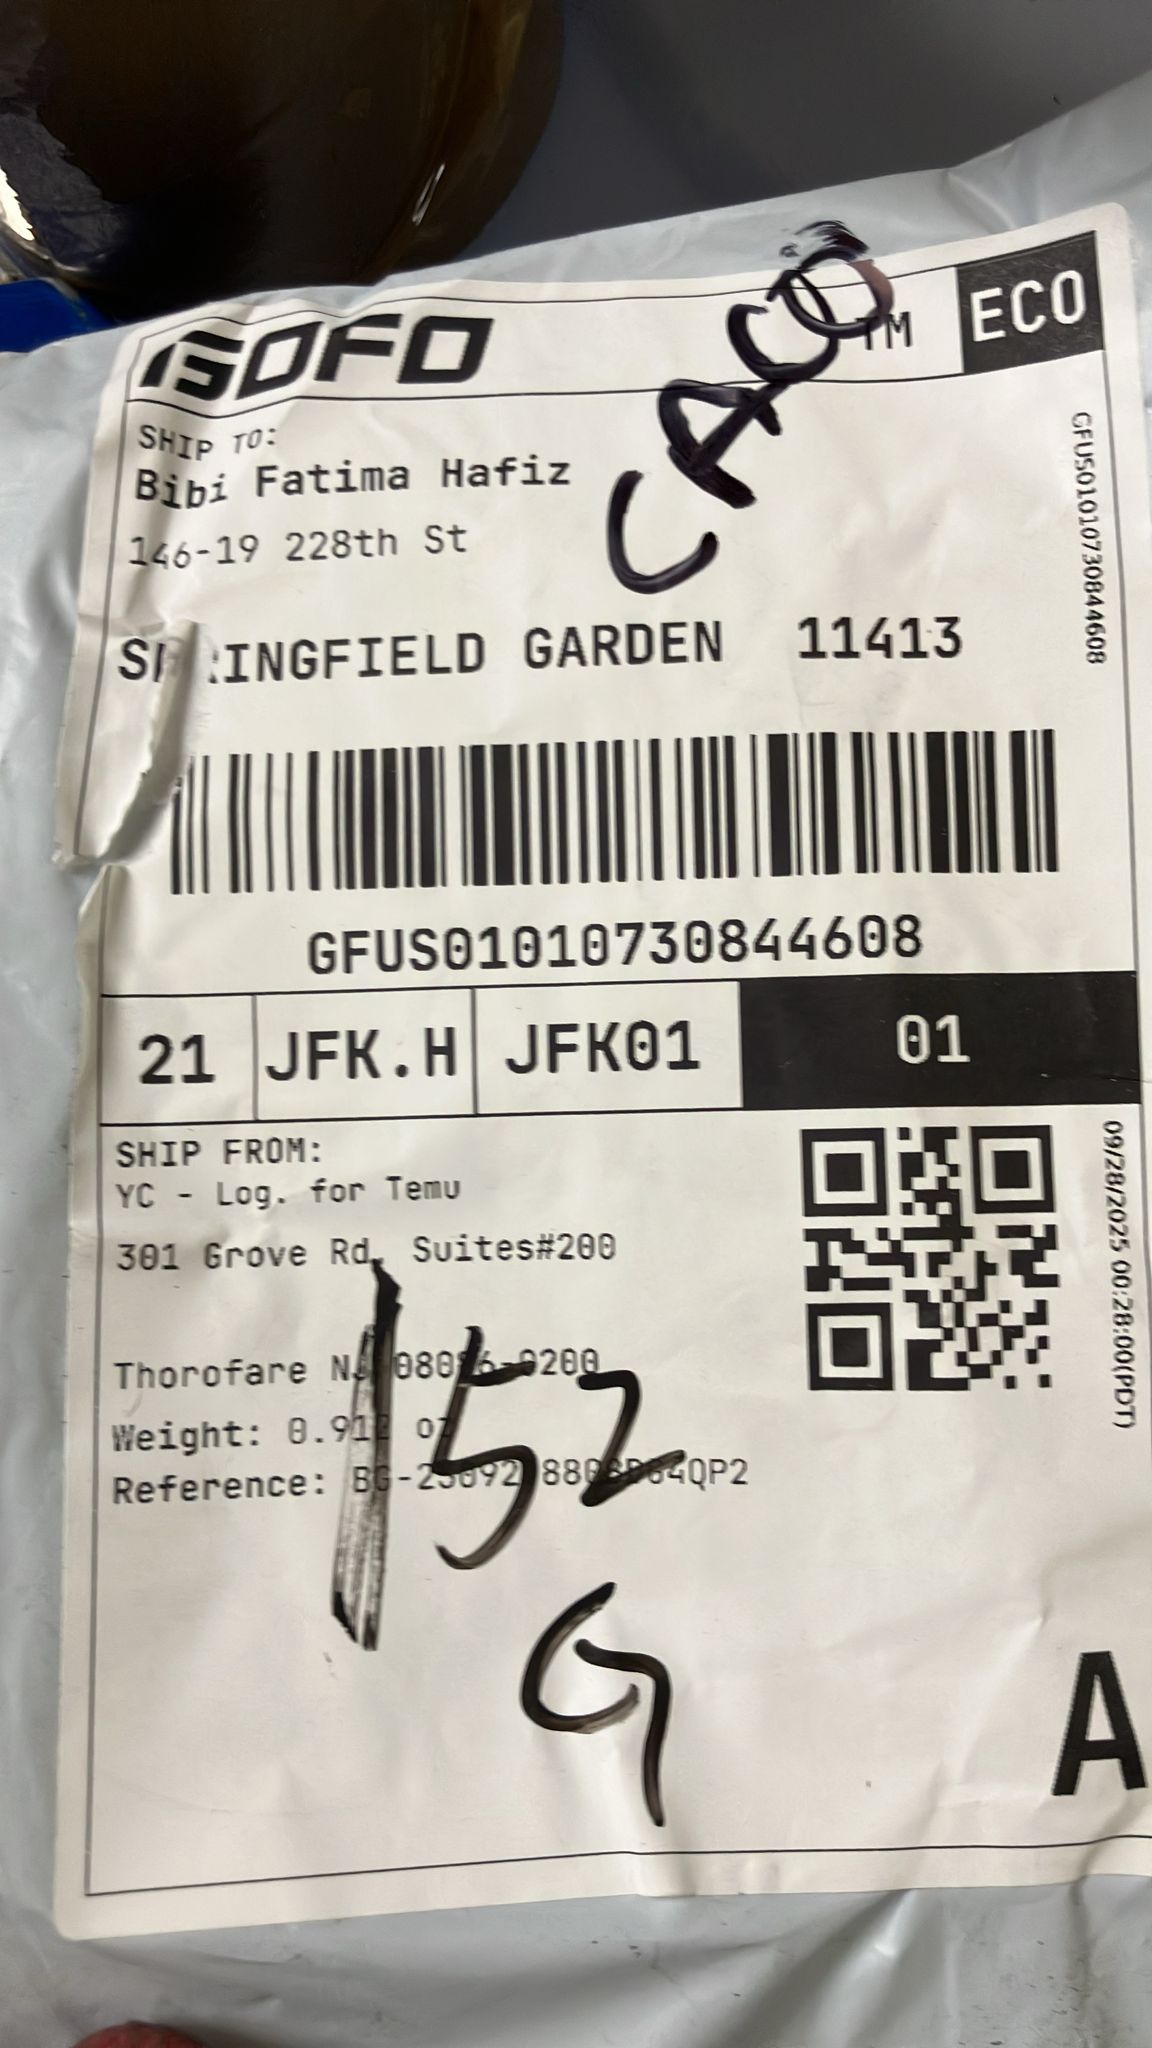 GOFO
TM
ECO
CACO
SHIP TO:
Bibi Fatima Hafiz
146-19 228th St
SPRINGFIELD GARDEN 11413
GFUS01010730844608
GFUS01010730844608
21 JFK.H JFK01 01
SHIP FROM:
YC - Log. for Temu
301 Grove Rd, Suites#200
Thorofare NJ
Weight: oz
Reference:
09/28/2025 00:28:00(PDT)
152
G
A